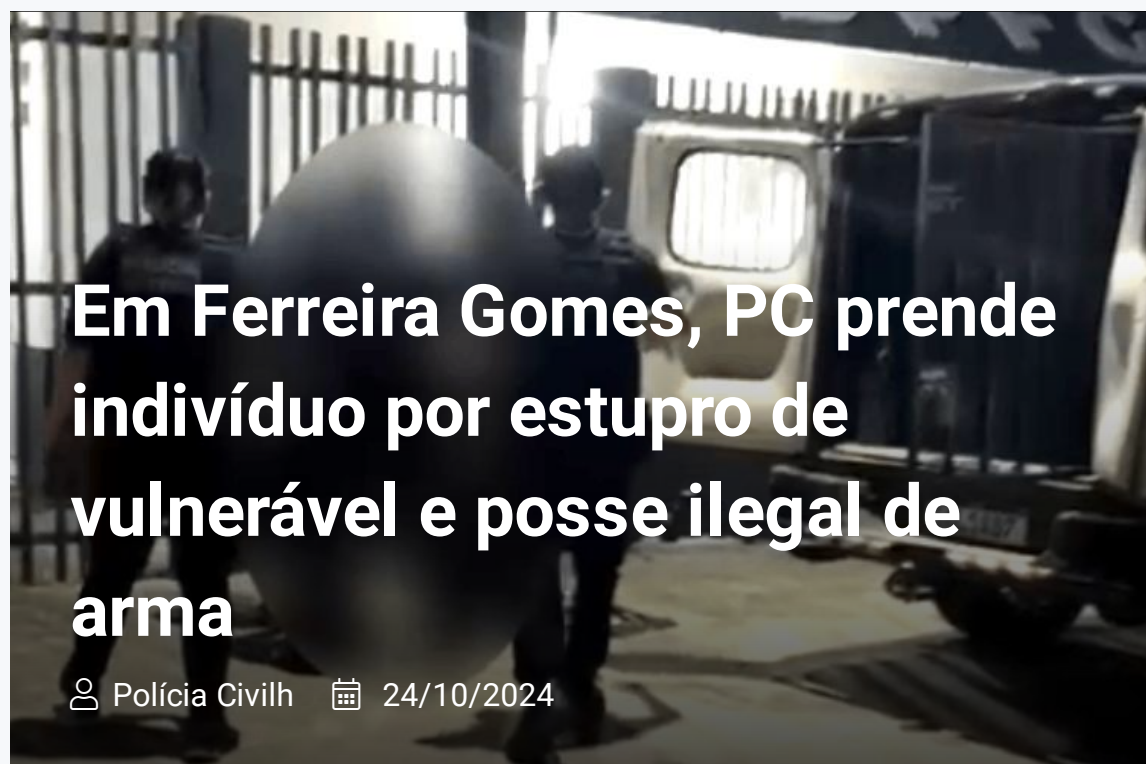 Em Ferreira Gomes, PC prende
indivíduo por estupro de
vulnerável e posse ilegal de
arma
Polícia Civilh 24/10/2024